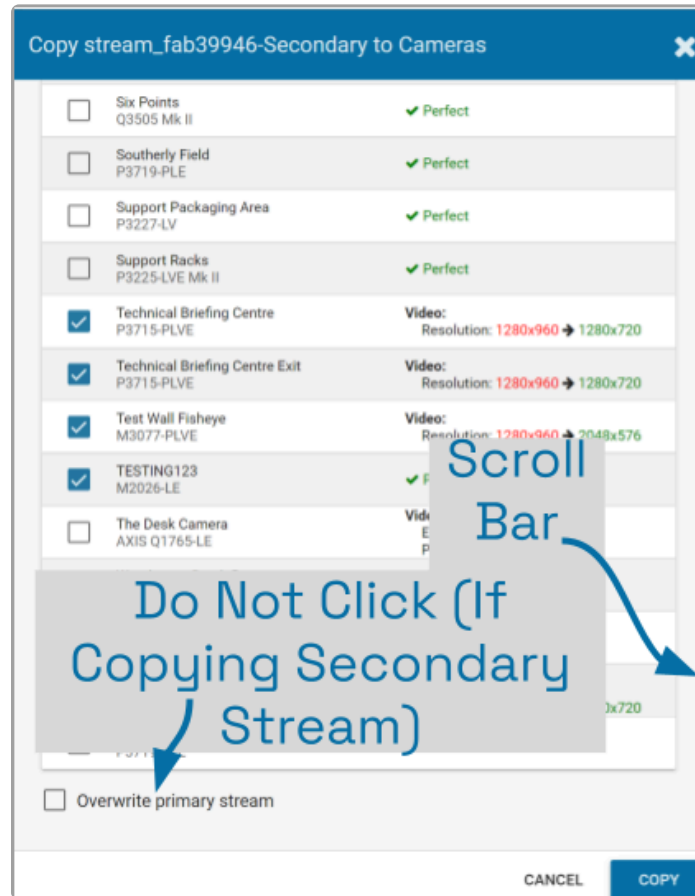 Copy stream_fab39946-Secondary to Cameras
Six Points
Q3505 Mk II
Perfect
Southerly Field
P3719-PLE
Perfect
Support Packaging Area
P3227-LV
Perfect
Support Racks
P3225-LVE Mk II
Perfect
Technical Briefing Centre
P3715-PLVE
Video:
Resolution: 1280x960 → 1280x720
Technical Briefing Centre Exit
P3715-PLVE
Video:
Resolution: 1280x960 → 1280x720
Test Wall Fisheye
M3077-PLVE
Video:
Resolution: 1280x960 → 2048x576
TESTING123
M2026-LE
The Desk Camera
AXIS Q1765-LE
Scroll
Bar
Do Not Click (If
Copying Secondary
Stream)
Overwrite primary stream
CANCEL
COPY